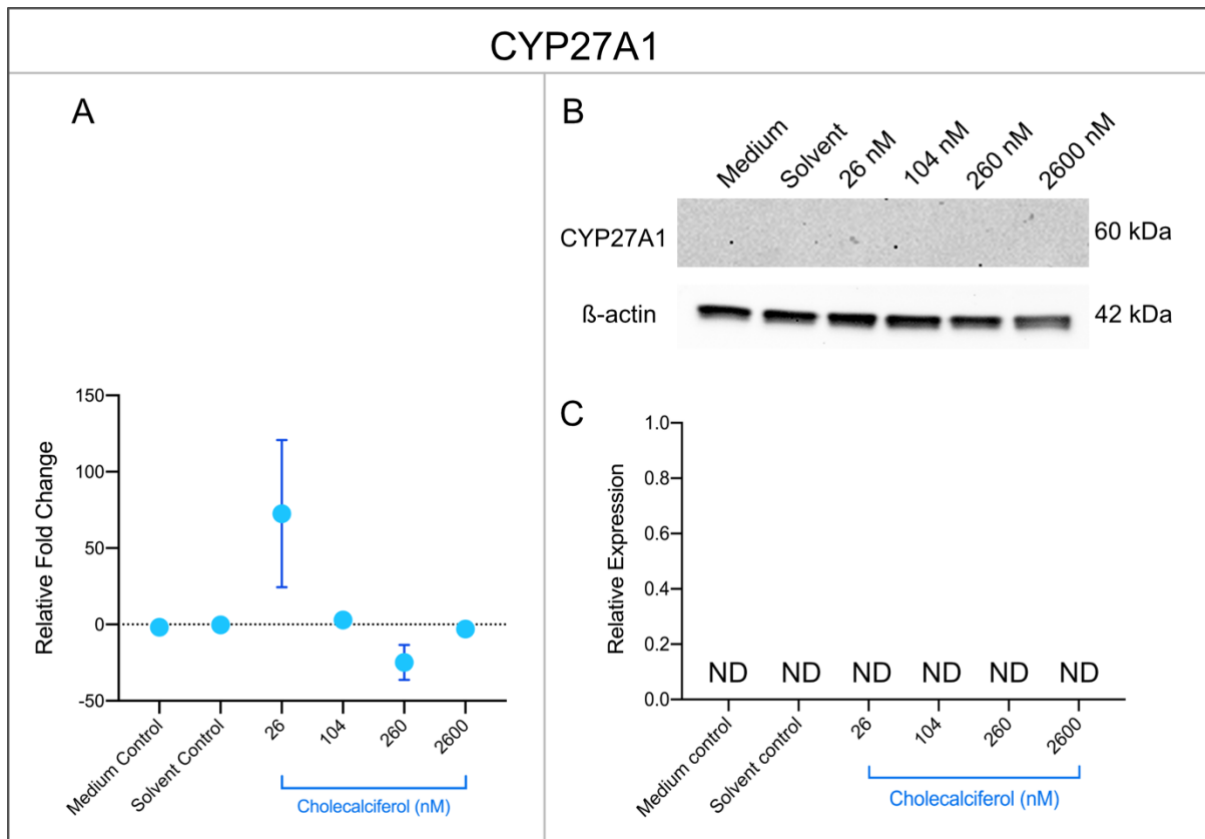 CYP27A1
A
Relative Fold Change
150
100
50
0
-50
Medium Control
Solvent Control
26
104
260
2600
Cholecalciferol (nM)
B
Medium
Solvent
26 nM
104 nM
260 nM
2600 nM
CYP27A1
60 kDa
ß-actin
42 kDa
C
Relative Expression
1.0
0.8
0.6
0.4
0.2
0.0
ND ND ND ND ND ND
Medium control
Solvent control
26
104
260
2600
Cholecalciferol (nM)